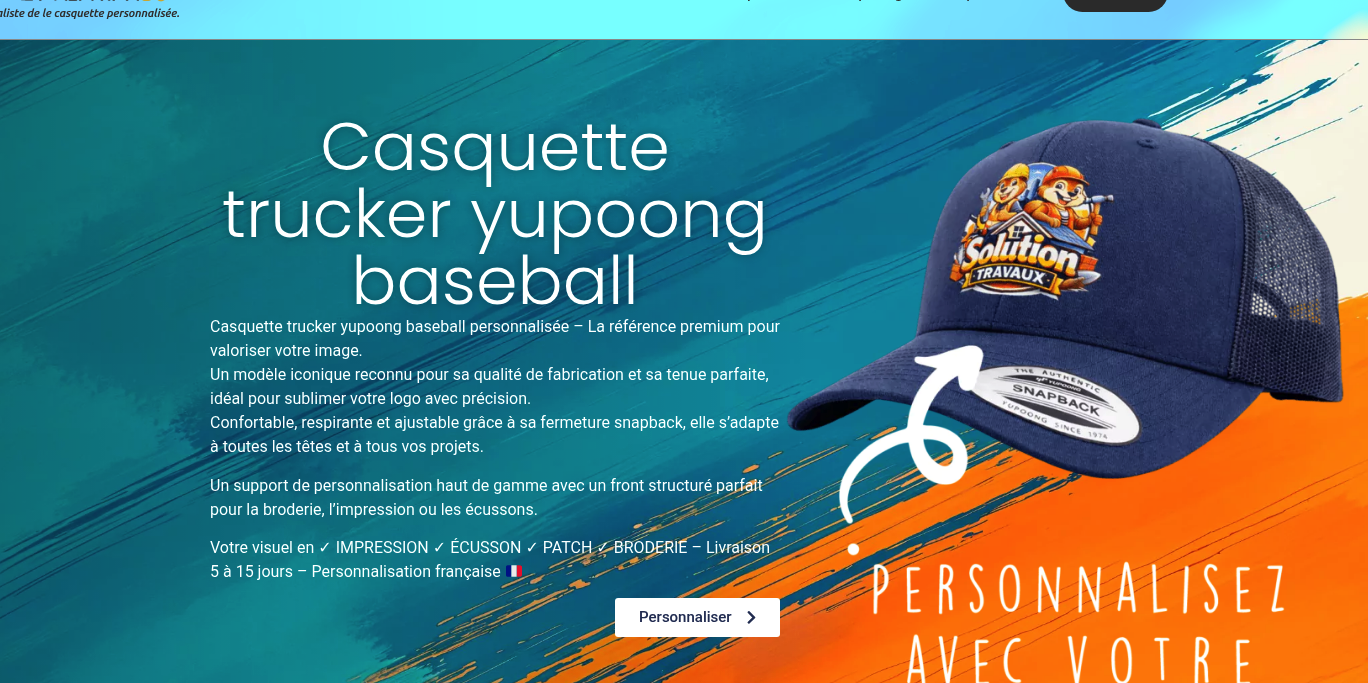 aliste de le casquette personnalisée.
Casquette
trucker yupoong
baseball
Casquette trucker yupoong baseball personnalisée – La référence premium pour
valoriser votre image.
Un modèle iconique reconnu pour sa qualité de fabrication et sa tenue parfaite,
idéal pour sublimer votre logo avec précision.
Confortable, respirante et ajustable grâce à sa fermeture snapback, elle s’adapte
à toutes les têtes et à tous vos projets.
Un support de personnalisation haut de gamme avec un front structuré parfait
pour la broderie, l’impression ou les écussons.
Votre visuel en ✓ IMPRESSION ✓ ÉCUSSON ✓ PATCH ✓ BRODERIE – Livraison
5 à 15 jours – Personnalisation française 🇫🇷
Personnaliser
Solution
TRAVAUX
THE AUTHENTIC
YUPOONG
SNAPBACK
YUPOONG SINCE 1974
PERSONNALISEZ
AVEC VOTRE